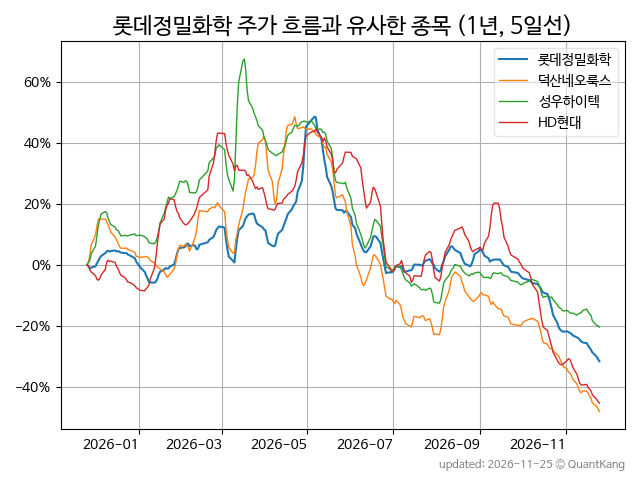 롯데정밀화학 주가 흐름과 유사한 종목 (1년, 5일선)
롯데정밀화학
덕산네오룩스
성우하이텍
HD현대
60%
40%
20%
0%
−20%
−40%
2026-01
2026-03
2026-05
2026-07
2026-09
2026-11
updated: 2026-11-25 © QuantKang